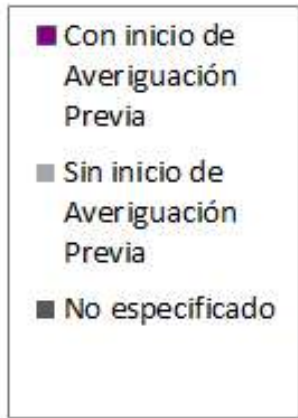 Con inicio de
Averiguación
Previa
Sin inicio de
Averiguación
Previa
No especificado